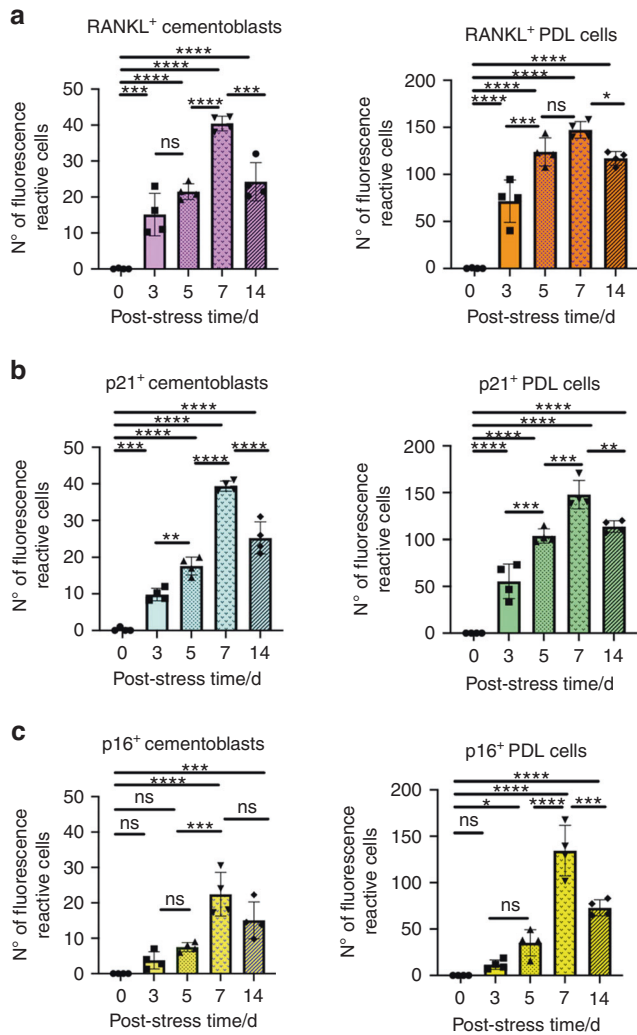 a
RANKL+ cementoblasts
****
****
****
***
****
***
ns
50
40
30
20
10
0
N° of fluorescence
reactive cells
0 3 5 7 14
Post-stress time/d
RANKL+ PDL cells
****
****
****
****
ns
*
***
200
150
100
50
0
N° of fluorescence
reactive cells
0 3 5 7 14
Post-stress time/d
b
p21+ cementoblasts
****
****
****
***
****
****
**
50
40
30
20
10
0
N° of fluorescence
reactive cells
0 3 5 7 14
Post-stress time/d
p21+ PDL cells
****
****
****
****
***
**
***
200
150
100
50
0
N° of fluorescence
reactive cells
0 3 5 7 14
Post-stress time/d
c
p16+ cementoblasts
***
****
ns
ns
ns
***
ns
50
40
30
20
10
0
N° of fluorescence
reactive cells
0 3 5 7 14
Post-stress time/d
p16+ PDL cells
****
****
*
****
***
ns
ns
200
150
100
50
0
N° of fluorescence
reactive cells
0 3 5 7 14
Post-stress time/d